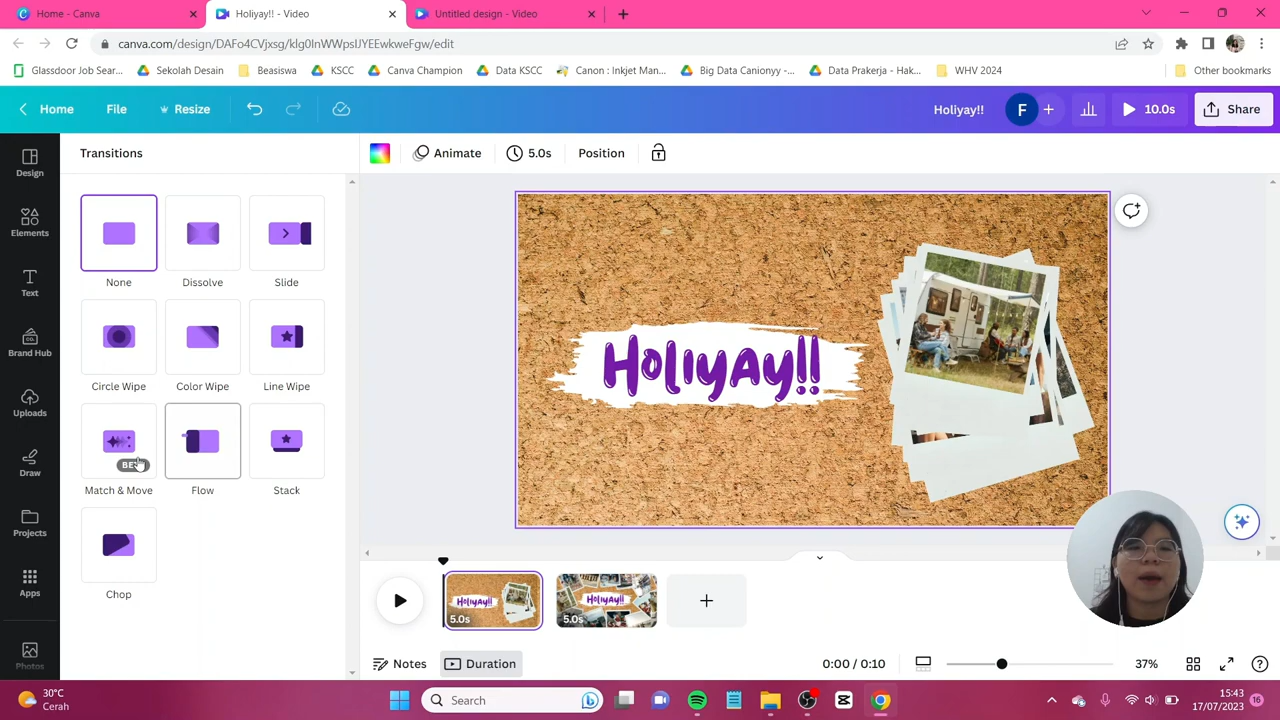 Home - Canva
Holiyay!! - Video
Untitled design - Video
canva.com/design/DAFo4CVjxsg/klg0InWWpsIJYEEwkweFgw/edit
Glassdoor Job Sear...
Sekolah Desain
Beasiswa
KSCC
Canva Champion
Data KSCC
Canon : Inkjet Man...
Big Data Canionyy -...
Data Prakerja - Hak...
WHV 2024
Other bookmarks
Home
File
Resize
Holiyay!!
F
10.0s
Share
Design
Elements
Text
Brand Hub
Uploads
Draw
Projects
Apps
Photos
Transitions
None
Dissolve
Slide
Circle Wipe
Color Wipe
Line Wipe
Match & Move
Flow
Stack
Chop
Animate
5.0s
Position
HOLIYAY!!
HOLIYAY!!
5.0s
HOLIYAY!!
5.0s
Notes
Duration
0:00 / 0:10
37%
30°C
Cerah
Search
15:43
17/07/2023
16